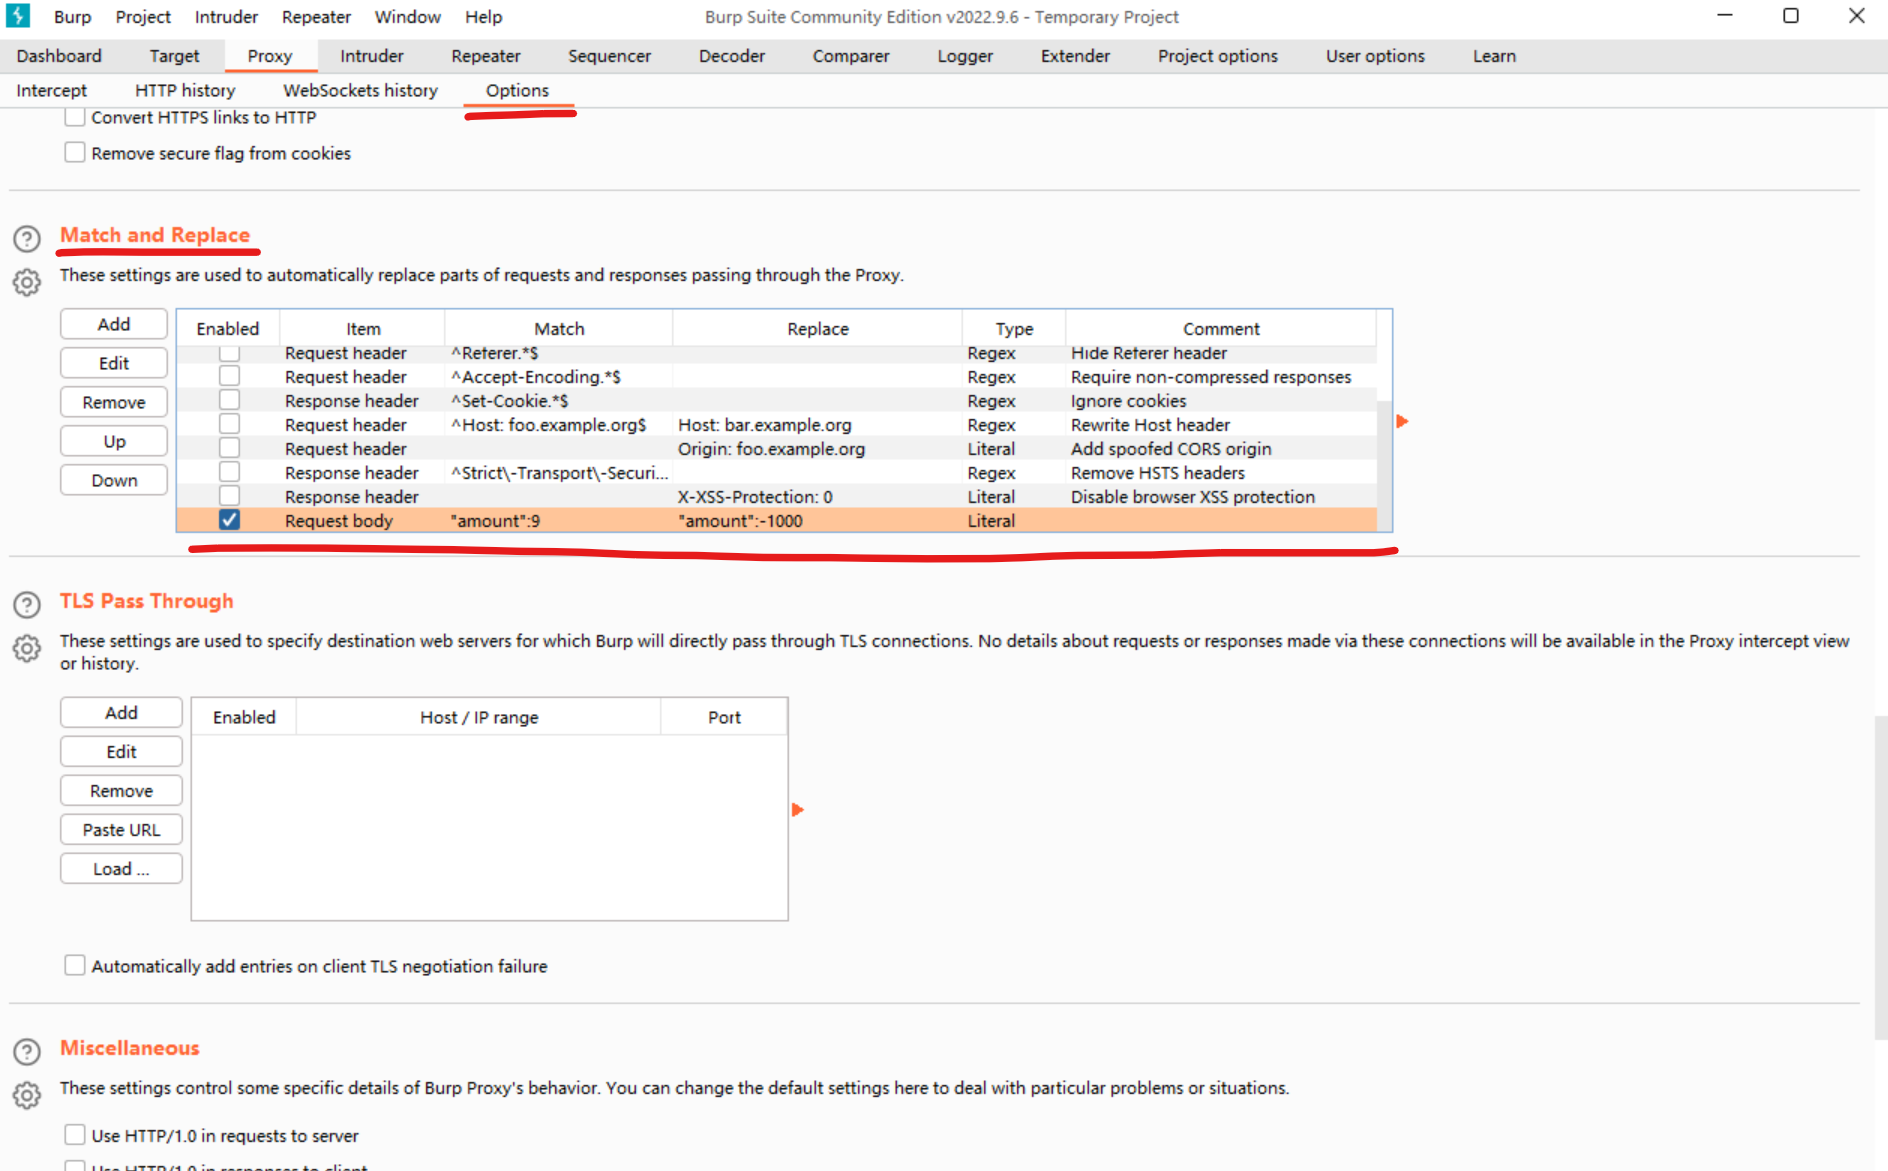 Burp Project Intruder Repeater Window Help Burp Suite Community Edition v2022.9.6 - Temporary Project
Dashboard Target Proxy Intruder Repeater Sequencer Decoder Comparer Logger Extender Project options User options Learn
Intercept HTTP history WebSockets history Options
Convert HTTPS links to HTTP
Remove secure flag from cookies
Match and Replace
These settings are used to automatically replace parts of requests and responses passing through the Proxy.
Add
Edit
Remove
Up
Down
Enabled Item Match Replace Type Comment
Request header ^Referer.*$ Regex Hide Referer header
Request header ^Accept-Encoding.*$ Regex Require non-compressed responses
Response header ^Set-Cookie.*$ Regex Ignore cookies
Request header ^Host: foo.example.org$ Host: bar.example.org Regex Rewrite Host header
Request header Origin: foo.example.org Literal Add spoofed CORS origin
Response header ^Strict\-Transport\-Securi... Regex Remove HSTS headers
Response header X-XSS-Protection: 0 Literal Disable browser XSS protection
Request body "amount":9 "amount":-1000 Literal
TLS Pass Through
These settings are used to specify destination web servers for which Burp will directly pass through TLS connections. No details about requests or responses made via these connections will be available in the Proxy intercept view
or history.
Add
Edit
Remove
Paste URL
Load ...
Enabled Host / IP range Port
Automatically add entries on client TLS negotiation failure
Miscellaneous
These settings control some specific details of Burp Proxy's behavior. You can change the default settings here to deal with particular problems or situations.
Use HTTP/1.0 in requests to server
Use HTTP/1.0 in responses to client